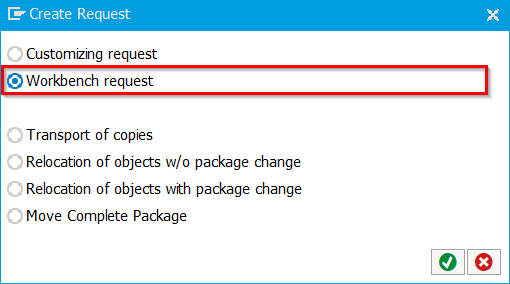 Create Request
Customizing request
Workbench request
Transport of copies
Relocation of objects w/o package change
Relocation of objects with package change
Move Complete Package